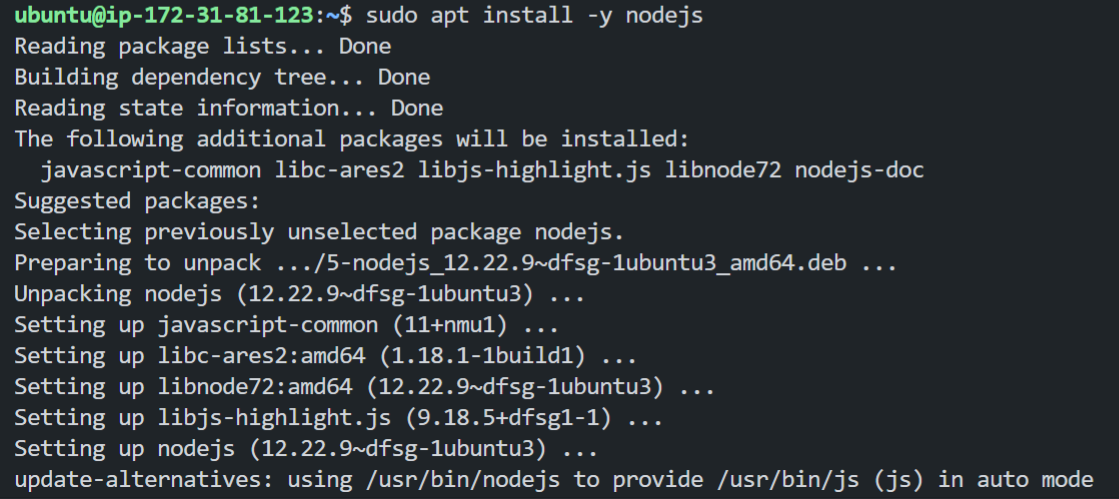 ubuntu@ip-172-31-81-123:~$ sudo apt install -y nodejs
Reading package lists... Done
Building dependency tree... Done
Reading state information... Done
The following additional packages will be installed:
  javascript-common libc-ares2 libjs-highlight.js libnode72 nodejs-doc
Suggested packages:
Selecting previously unselected package nodejs.
Preparing to unpack .../5-nodejs_12.22.9~dfsg-1ubuntu3_amd64.deb ...
Unpacking nodejs (12.22.9~dfsg-1ubuntu3) ...
Setting up javascript-common (11+nmu1) ...
Setting up libc-ares2:amd64 (1.18.1-1build1) ...
Setting up libnode72:amd64 (12.22.9~dfsg-1ubuntu3) ...
Setting up libjs-highlight.js (9.18.5+dfsg1-1) ...
Setting up nodejs (12.22.9~dfsg-1ubuntu3) ...
update-alternatives: using /usr/bin/nodejs to provide /usr/bin/js (js) in auto mode